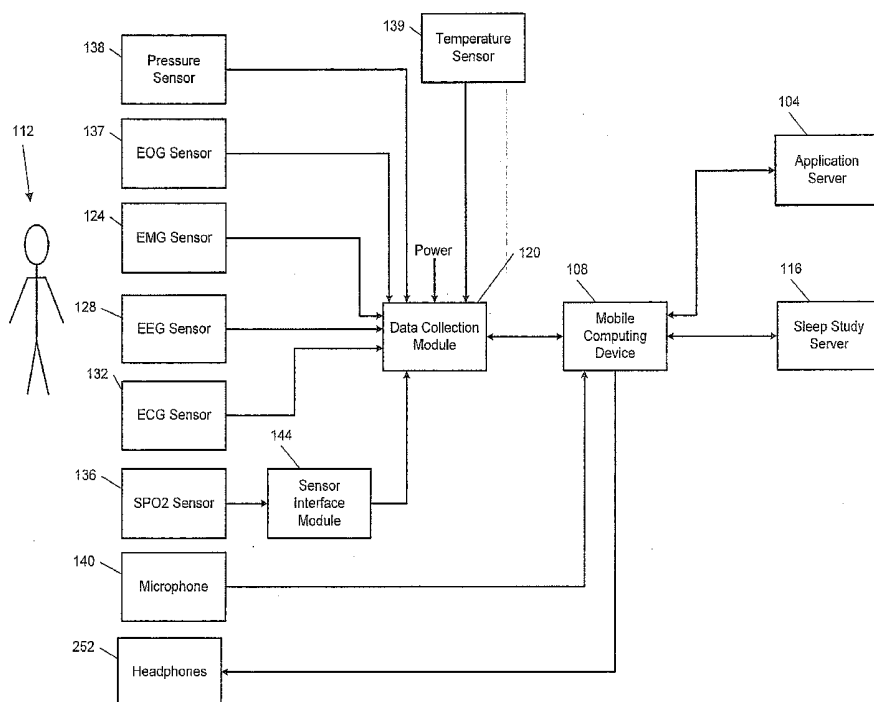 139
Temperature
Sensor
138
Pressure
Sensor
112
137
EOG Sensor
104
Application
Server
124
EMG Sensor
Power
120
108
116
128
EEG Sensor
Data Collection
Module
Mobile
Computing
Device
Sleep Study
Server
132
ECG Sensor
144
136
SPO2 Sensor
Sensor
Interface
Module
140
Microphone
252
Headphones